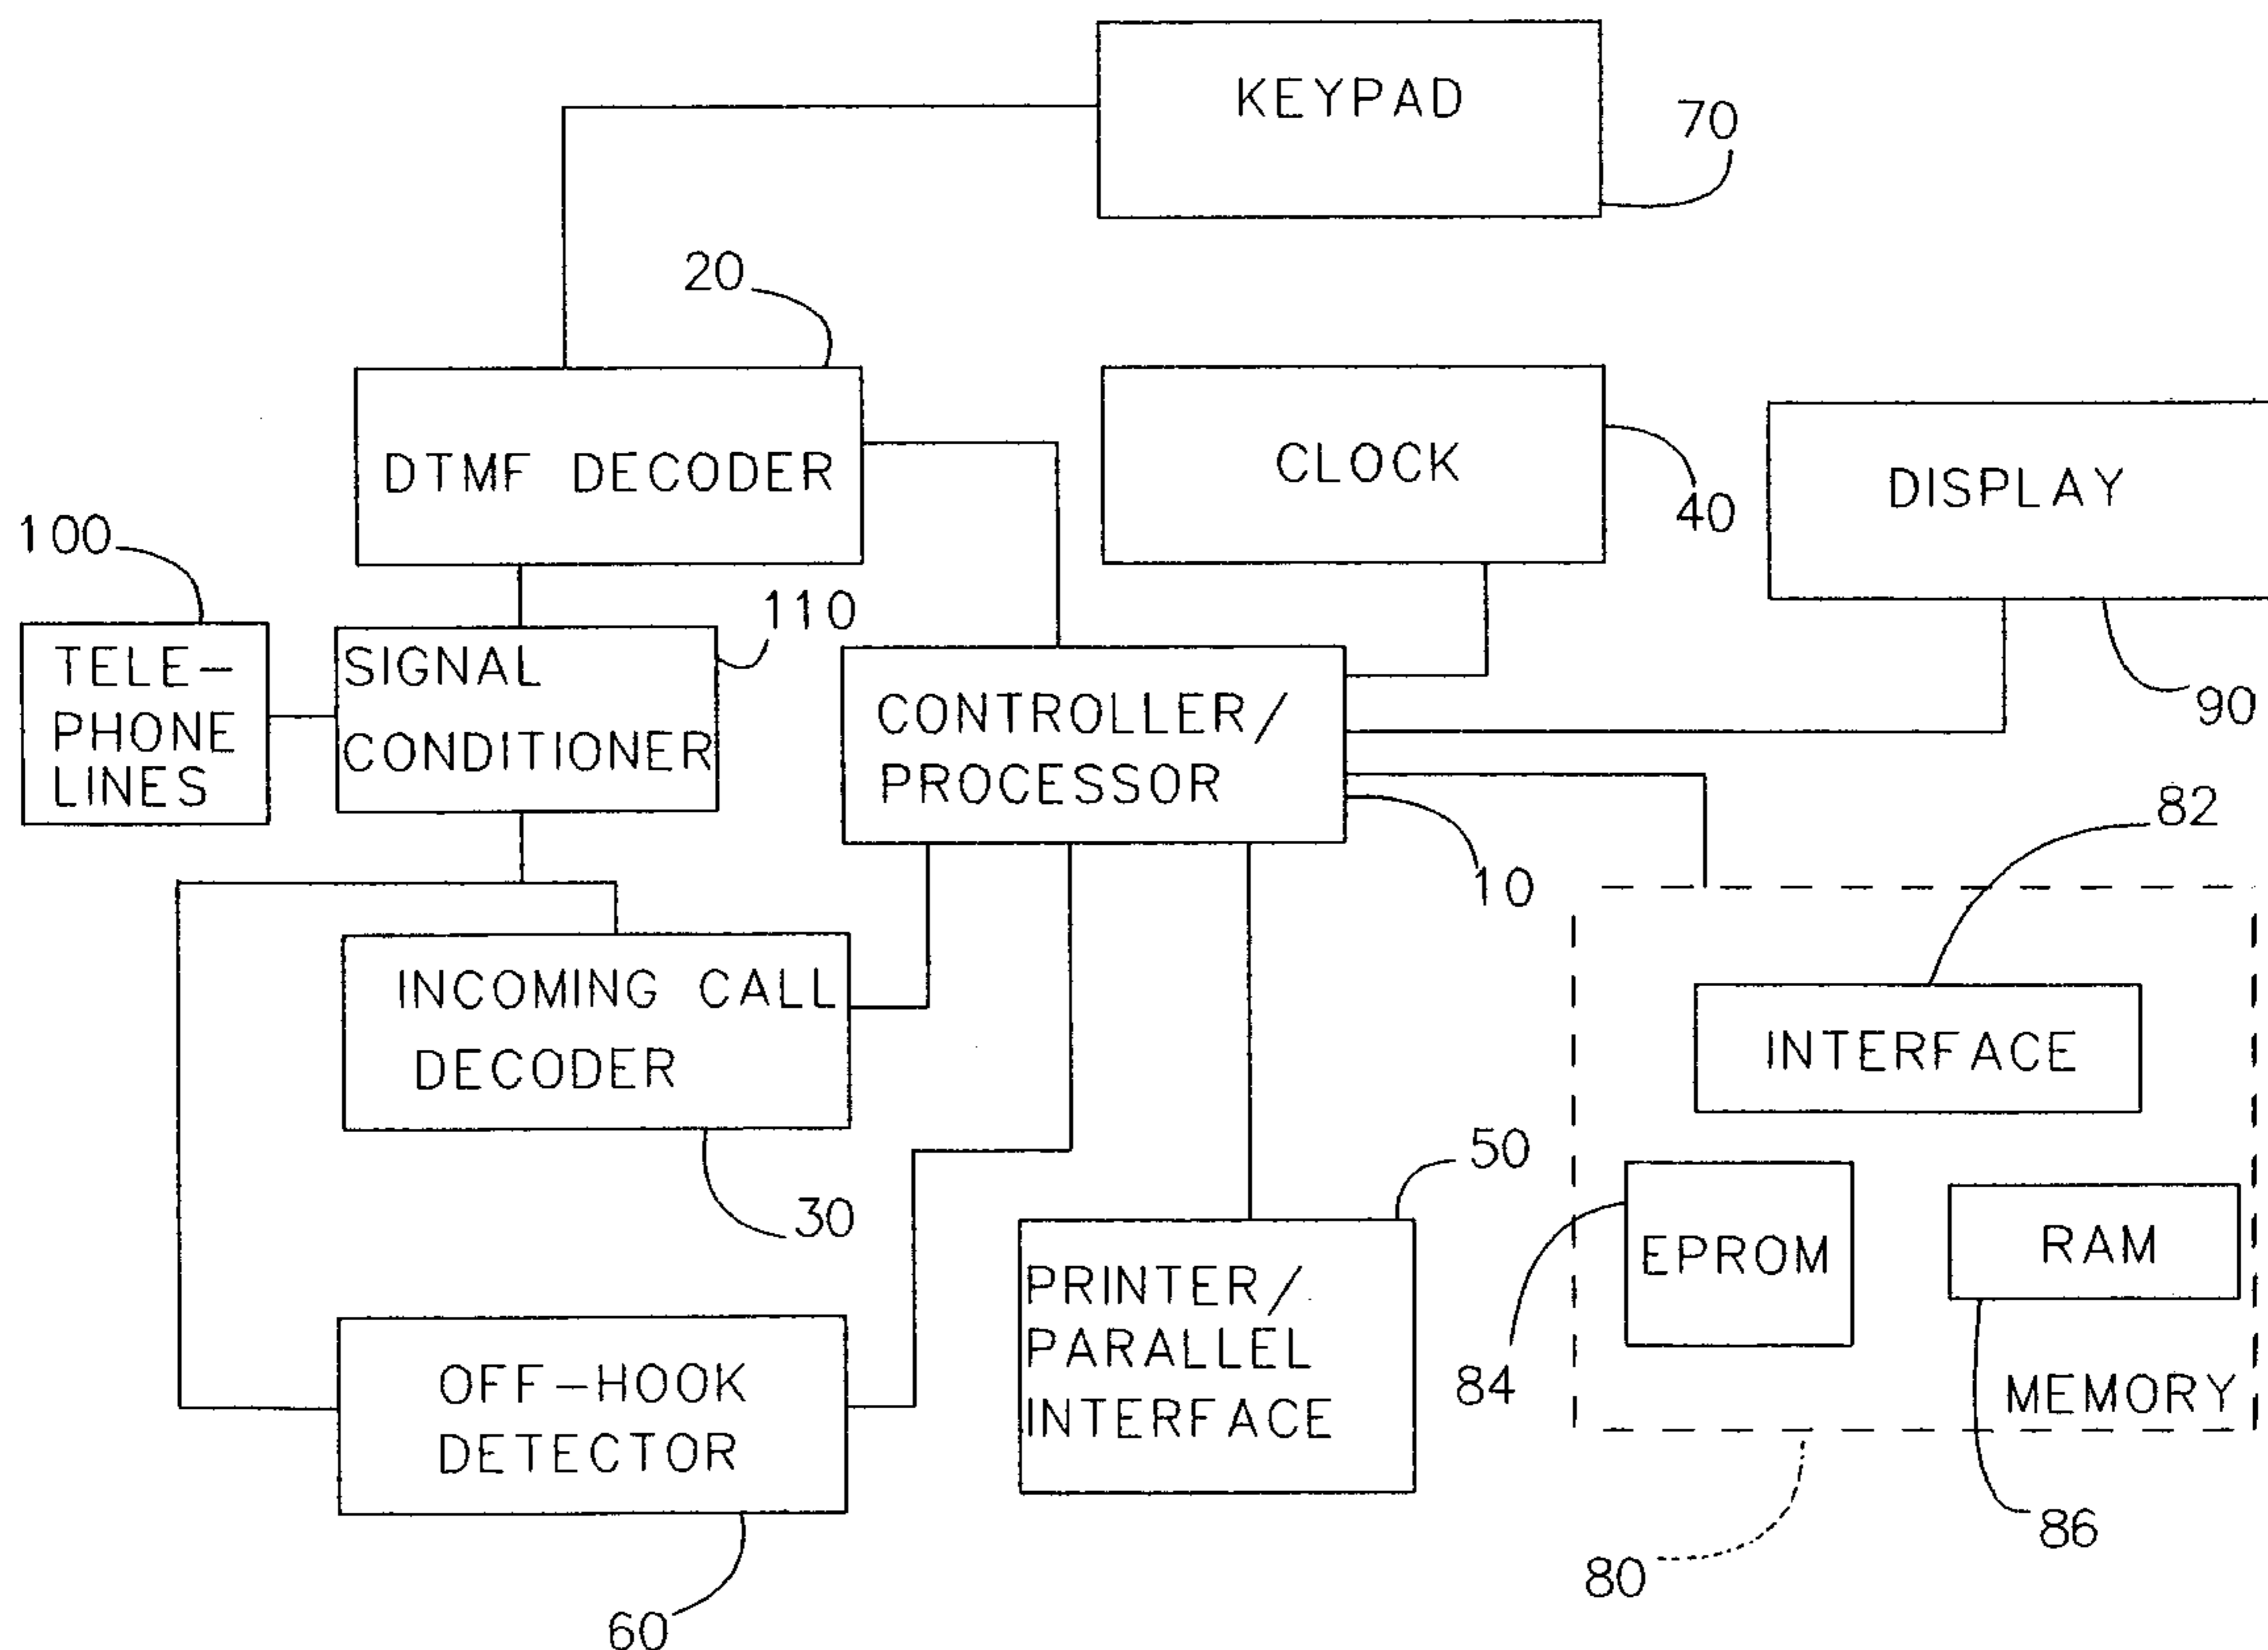 KEYPAD
70
20
DTMF DECODER
CLOCK
40
DISPLAY
90
100
TELE-
PHONE
LINES
110
SIGNAL
CONDITIONER
CONTROLLER/
PROCESSOR
10
82
INTERFACE
INCOMING CALL
DECODER
30
50
PRINTER/
PARALLEL
INTERFACE
EPROM
84
RAM
86
MEMORY
80
OFF-HOOK
DETECTOR
60